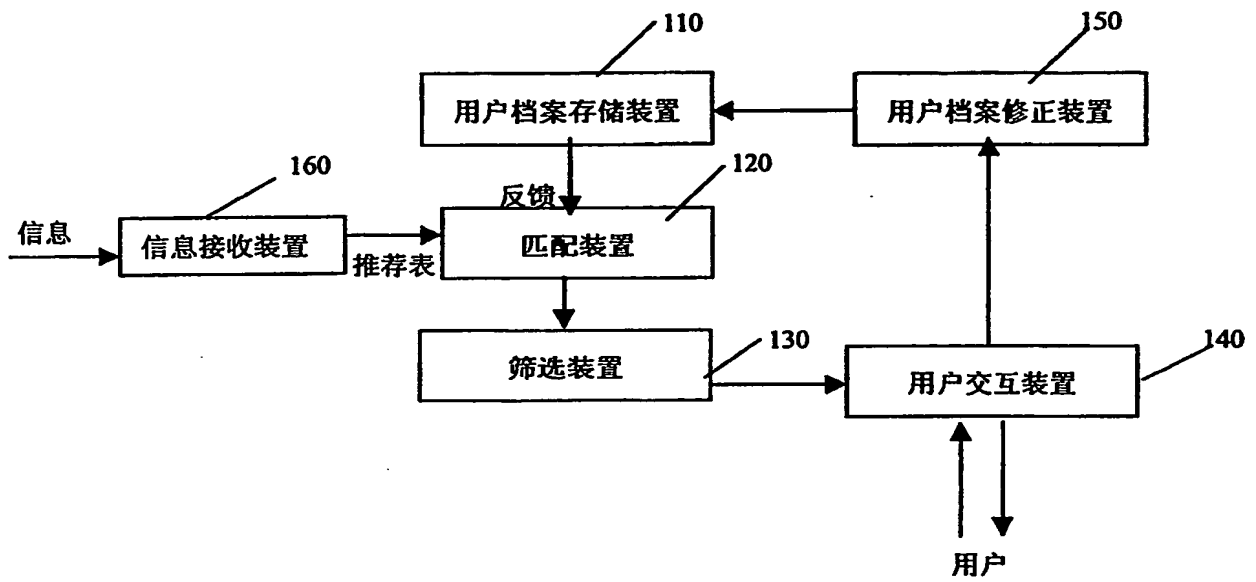 110
150
用户档案存储装置
用户档案修正装置
160
反馈
120
信息
信息接收装置
推荐表
匹配装置
筛选装置
130
用户交互装置
140
用户